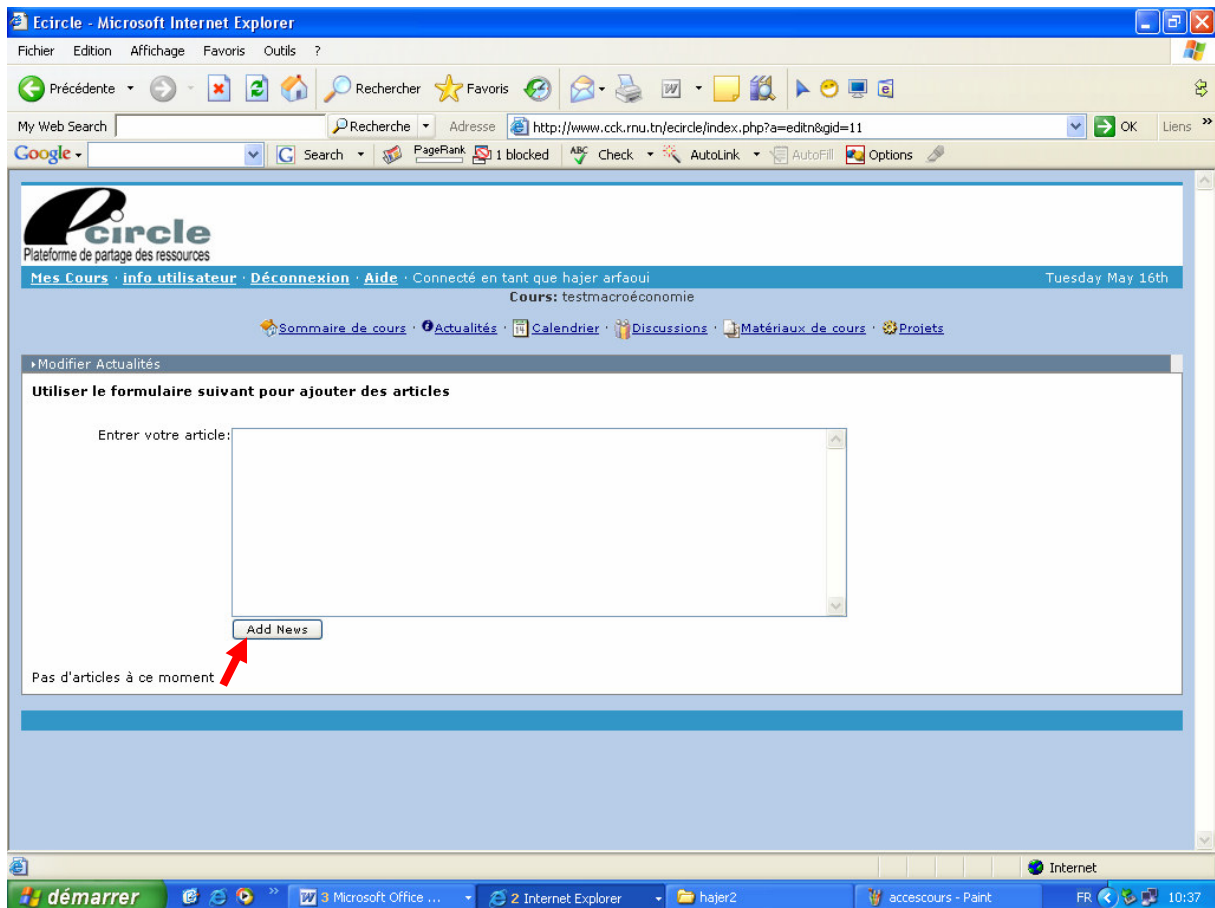 Ecircle - Microsoft Internet Explorer
Fichier Edition Affichage Favoris Outils ?
Précédente Rechercher Favoris
My Web Search Recherche Adresse http://www.cck.rnu.tn/ecircle/index.php?a=editn&gid=11 OK Liens »
Google Search PageRank 1 blocked ABC Check AutoLink AutoFill Options
ecircle
Plateforme de partage des ressources
Mes Cours · info utilisateur · Déconnexion · Aide · Connecté en tant que hajer arfaoui Tuesday May 16th
Cours: testmacroéconomie
Sommaire de cours · Actualités · Calendrier · Discussions · Matériaux de cours · Projets
Modifier Actualités
Utiliser le formulaire suivant pour ajouter des articles
Entrer votre article:
Add News
Pas d'articles à ce moment
Internet
démarrer » 3 Microsoft Office ... 2 Internet Explorer hajer2 accescours - Paint FR 10:37